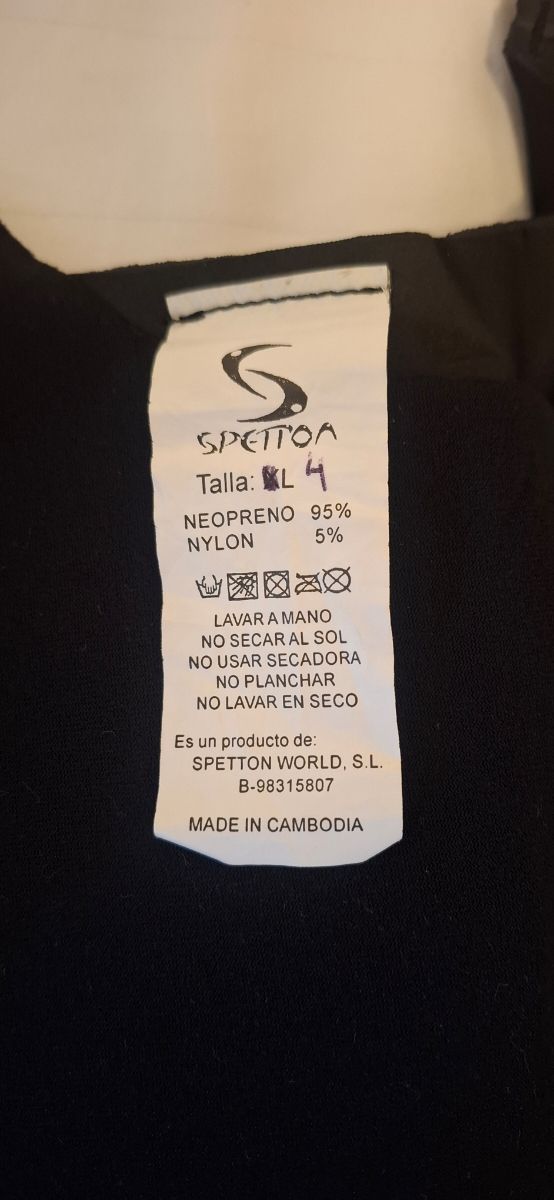 SPETTON
Talla: XL 4
NEOPRENO 95%
NYLON 5%
LAVAR A MANO
NO SECAR AL SOL
NO USAR SECADORA
NO PLANCHAR
NO LAVAR EN SECO
Es un producto de:
SPETTON WORLD, S.L.
B-98315807
MADE IN CAMBODIA